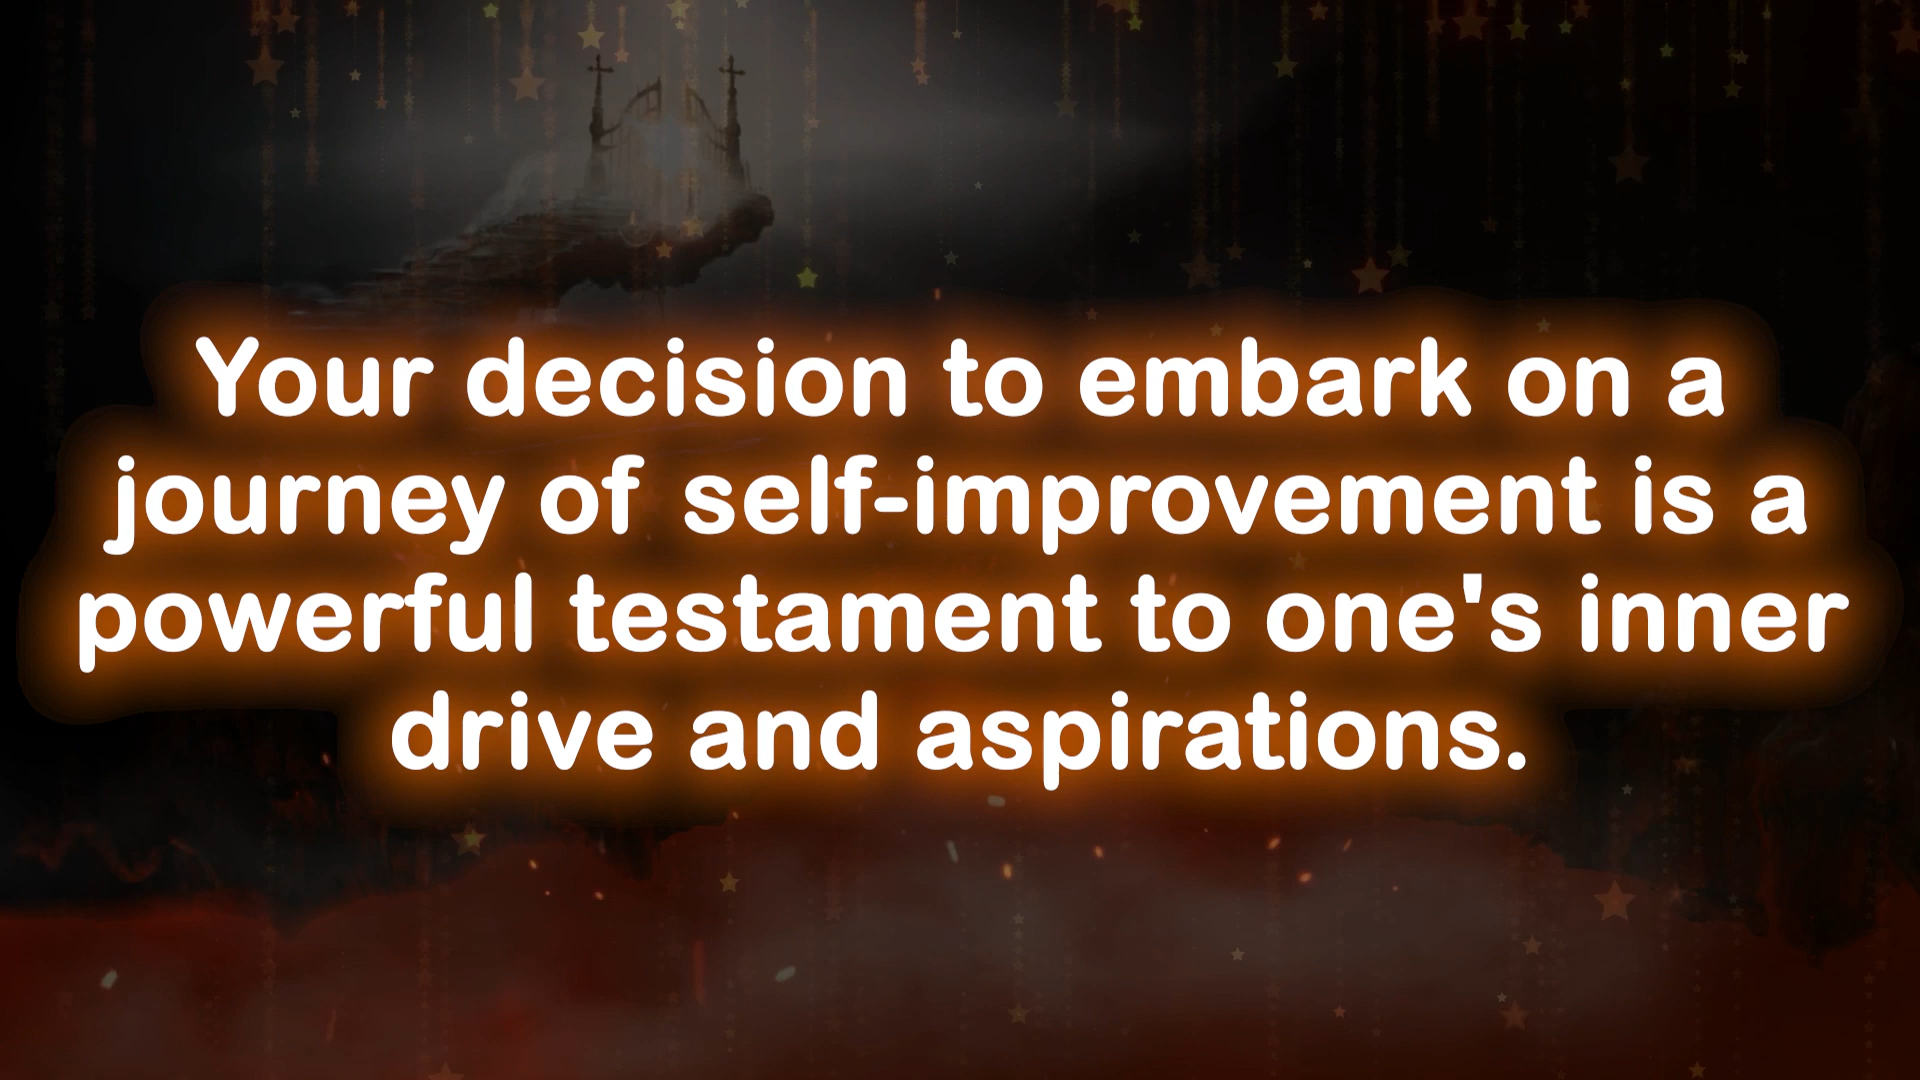 Your decision to embark on a
journey of self-improvement is a
powerful testament to one's inner
drive and aspirations.